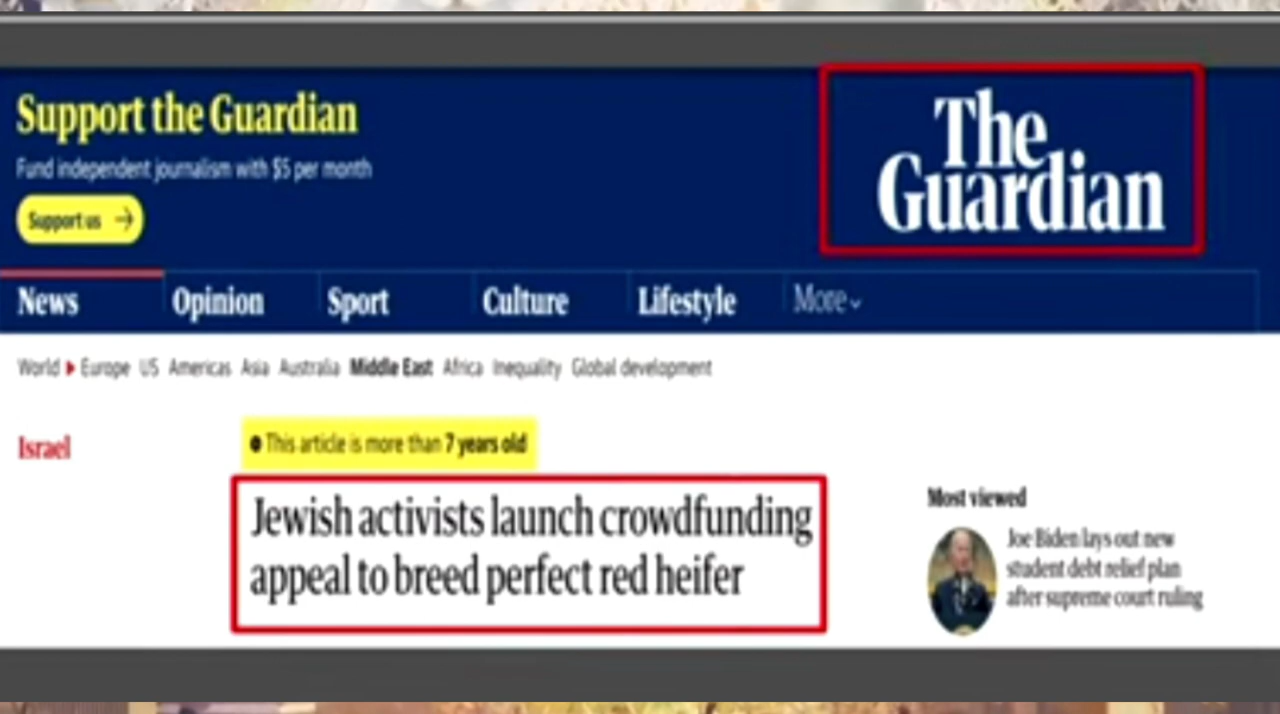 Support the Guardian
Fund independent journalism with $5 per month
Support us →
The
Guardian
News Opinion Sport Culture Lifestyle More
World Europe US Americas Asia Australia Middle East Africa Inequality Global development
Israel
This article is more than 7 years old
Jewish activists launch crowdfunding
appeal to breed perfect red heifer
Most viewed
Joe Biden lays out new
student debt relief plan
after supreme court ruling